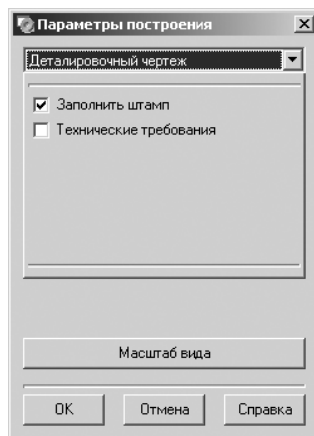 Параметры построения
Деталировочный чертеж
Заполнить штамп
Технические требования
Масштаб вида
OK Отмена Справка